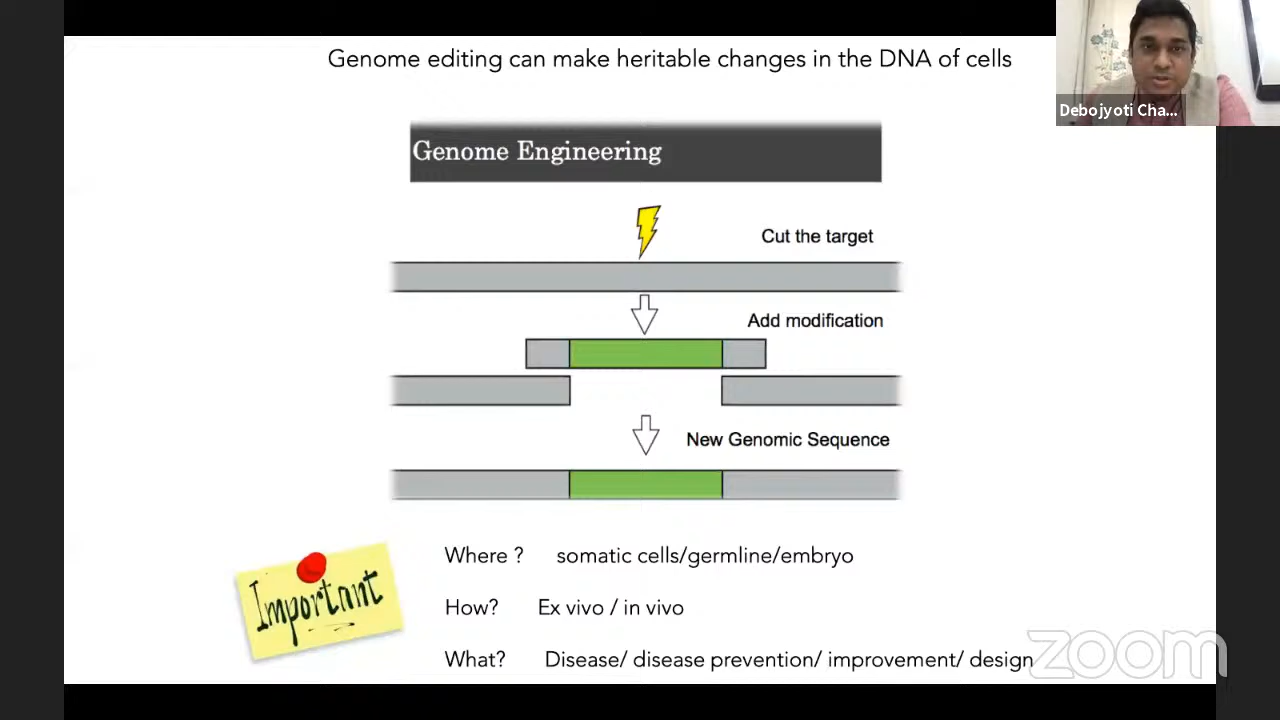 Genome editing can make heritable changes in the DNA of cells
Debojyoti Cha...
Genome Engineering
Cut the target
Add modification
New Genomic Sequence
Important
Where ? somatic cells/germline/embryo
How? Ex vivo / in vivo
What? Disease/ disease prevention/ improvement/ design
zoom